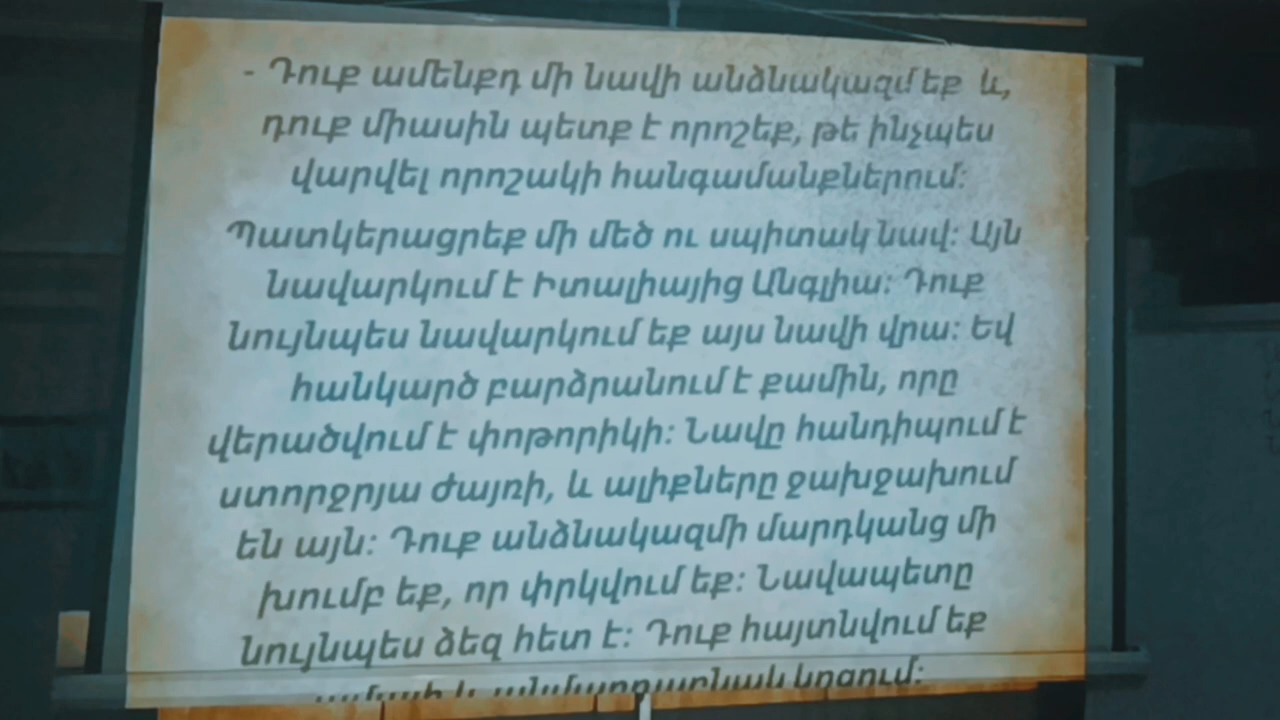 - Դուք ամենքդ մի նավի անձնակազմ եք և,
դուք միասին պետք է որոշեք, թե ինչպես
վարվել որոշակի հանգամանքներում:
Պատկերացրեք մի մեծ ու սպիտակ նավ: Այն
նավարկում է Իտալիայից Անգլիա: Դուք
նույնպես նավարկում եք այս նավի վրա: Եվ
հանկարծ բարձրանում է քամին, որը
վերածվում է փոթորիկի: Նավը հանդիպում է
ստորջրյա ժայռի, և ալիքները ջախջախում
են այն: Դուք անձնակազմի մարդկանց մի
խումբ եք, որ փրկվում եք: Նավապետը
նույնպես ձեզ հետ է: Դուք հայտնվում եք
և անմարդաբնակ կղզում: